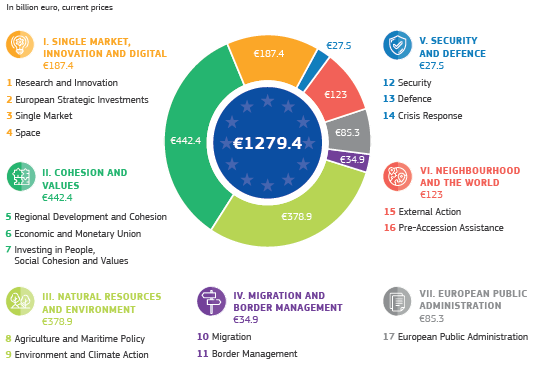 In billion euro, current prices
I. SINGLE MARKET,
INNOVATION AND DIGITAL
€187.4
1 Research and Innovation
2 European Strategic Investments
3 Single Market
4 Space
II. COHESION AND
VALUES
€442.4
5 Regional Development and Cohesion
6 Economic and Monetary Union
7 Investing in People,
Social Cohesion and Values
III. NATURAL RESOURCES
AND ENVIRONMENT
€378.9
8 Agriculture and Maritime Policy
9 Environment and Climate Action
€187.4
€27.5
€123
€85.3
€34.9
€378.9
€442.4
€1279.4
IV. MIGRATION AND
BORDER MANAGEMENT
€34.9
10 Migration
11 Border Management
V. SECURITY
AND DEFENCE
€27.5
12 Security
13 Defence
14 Crisis Response
VI. NEIGHBOURHOOD
AND THE WORLD
€123
15 External Action
16 Pre-Accession Assistance
VII. EUROPEAN PUBLIC
ADMINISTRATION
€85.3
17 European Public Administration